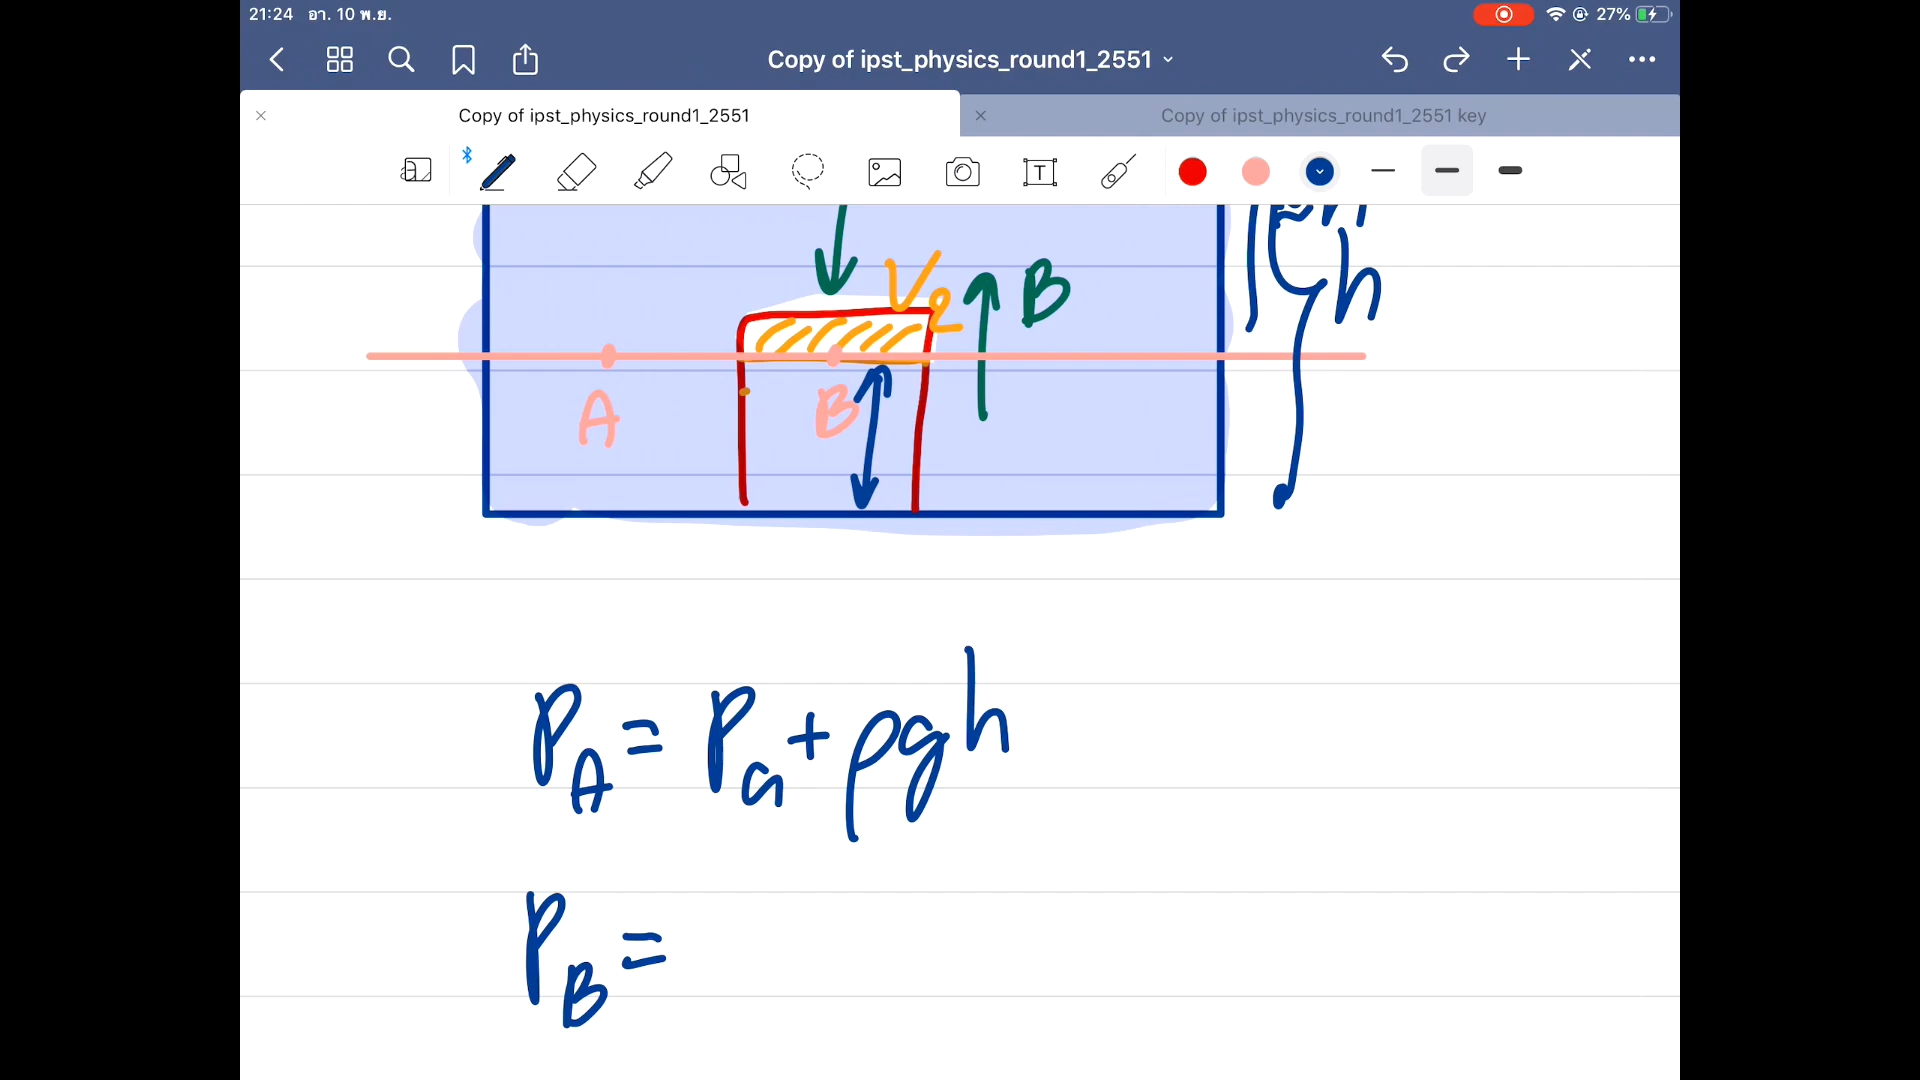 21:24 อา. 10 พ.ย. 27%
Copy of ipst_physics_round1_2551
Copy of ipst_physics_round1_2551
Copy of ipst_physics_round1_2551 key
a
T
V2
B
h
A
B
PA = Pa + ρgh
PB =